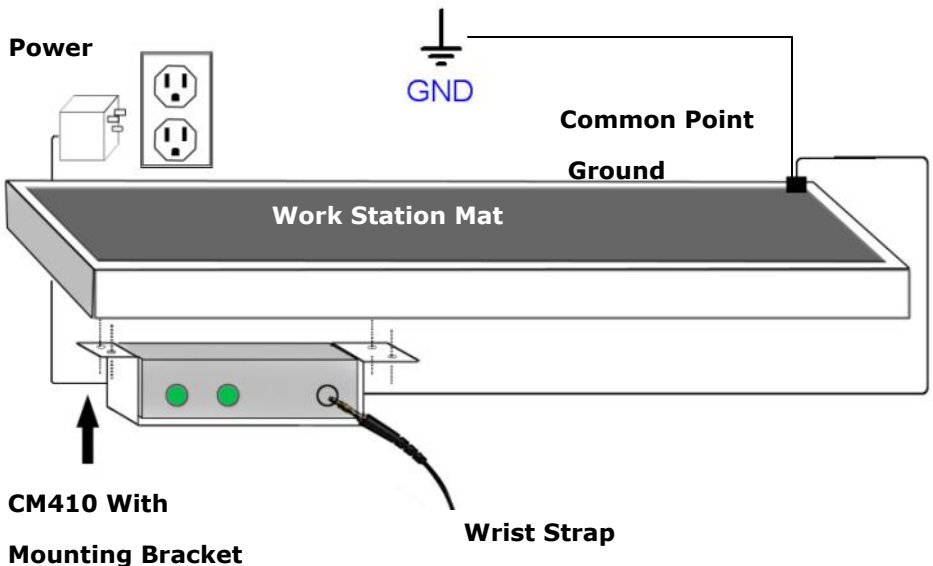 Power
GND
Common Point
Ground
Work Station Mat
CM410 With
Mounting Bracket
Wrist Strap